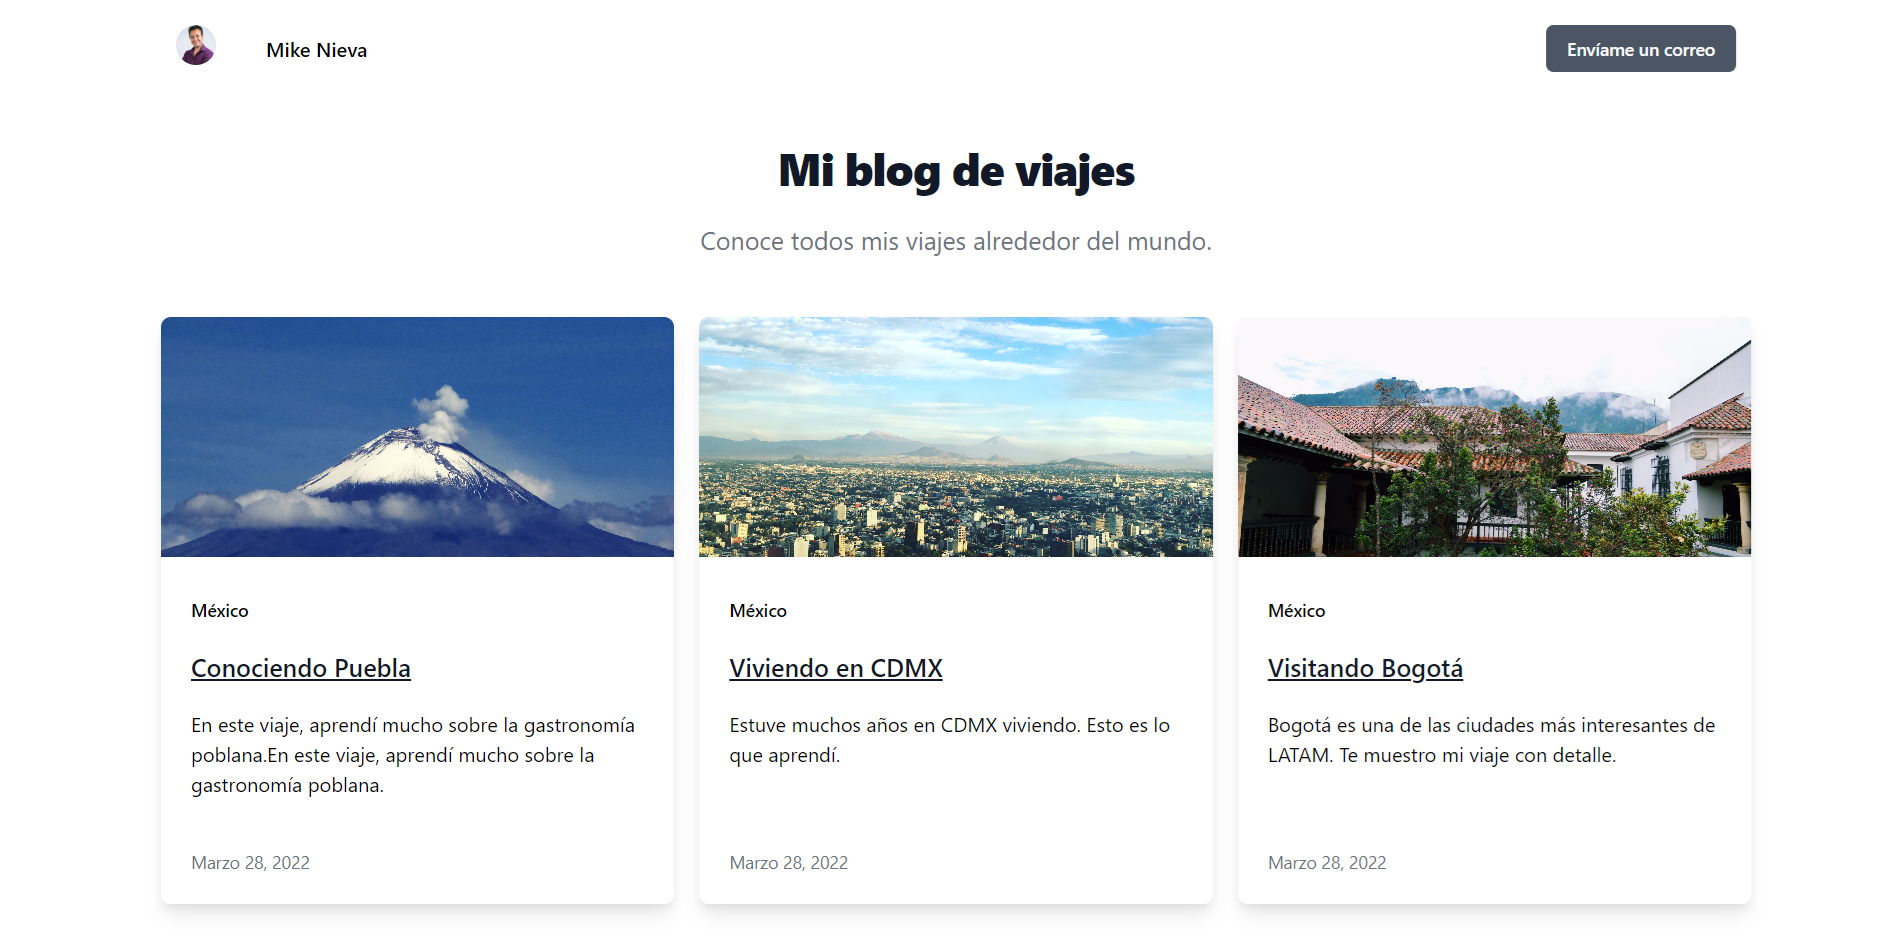 Mike Nieva
Envíame un correo
Mi blog de viajes
Conoce todos mis viajes alrededor del mundo.
México
Conociendo Puebla
En este viaje, aprendí mucho sobre la gastronomía
poblana.En este viaje, aprendí mucho sobre la
gastronomía poblana.
Marzo 28, 2022
México
Viviendo en CDMX
Estuve muchos años en CDMX viviendo. Esto es lo
que aprendí.
Marzo 28, 2022
México
Visitando Bogotá
Bogotá es una de las ciudades más interesantes de
LATAM. Te muestro mi viaje con detalle.
Marzo 28, 2022